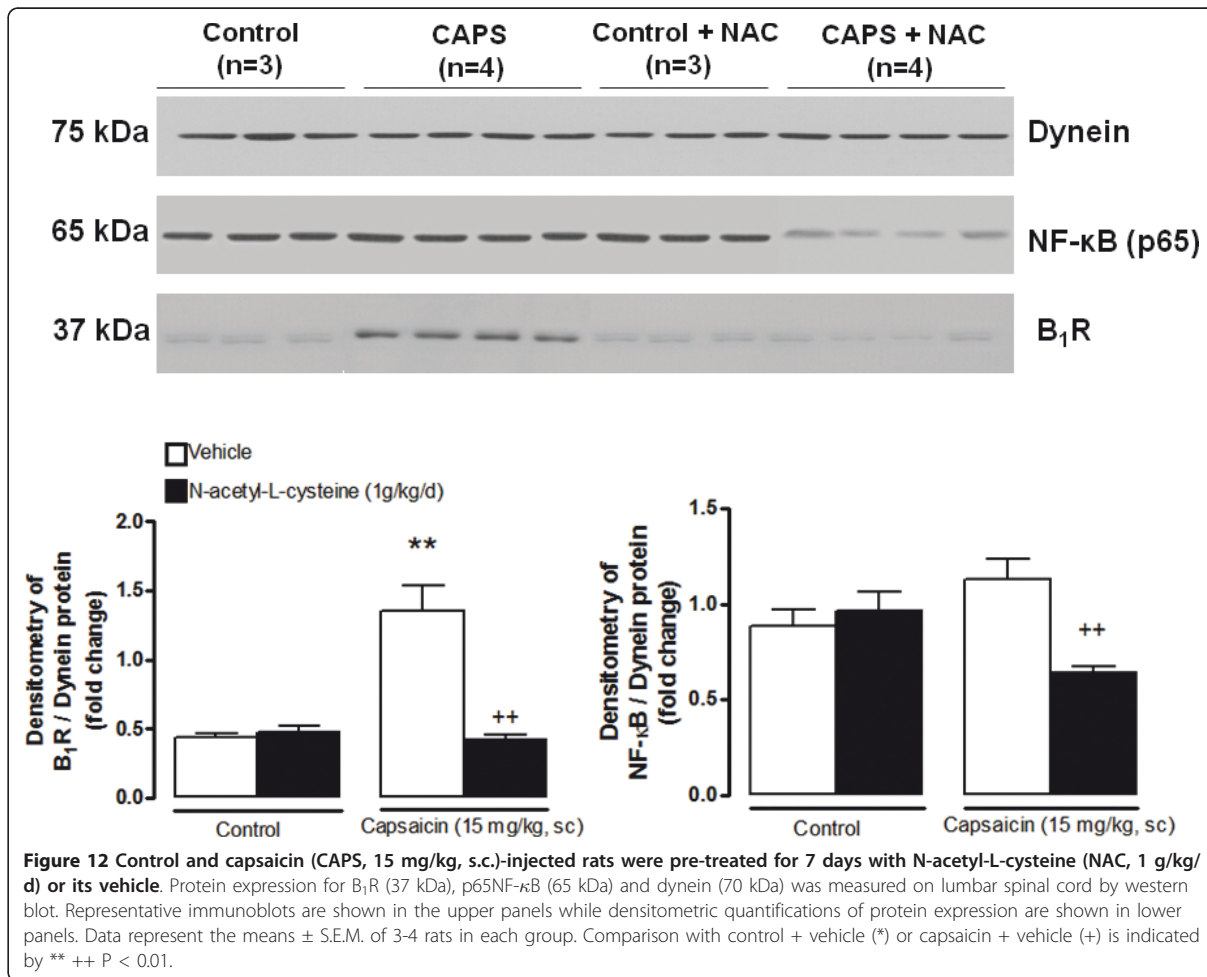 Control CAPS Control + NAC CAPS + NAC
(n=3) (n=4) (n=3) (n=4)
75 kDa Dynein
65 kDa NF-κB (p65)
37 kDa B₁R
Vehicle
N-acetyl-L-cysteine (1g/kg/d)
Densitometry of
B₁R / Dynein protein
(fold change)
2.0
1.5
1.0
0.5
0.0
**
++
Control Capsaicin (15 mg/kg, sc)
Densitometry of
NF-κB / Dynein protein
(fold change)
1.5
1.0
0.5
0.0
++
Control Capsaicin (15 mg/kg, sc)
Figure 12 Control and capsaicin (CAPS, 15 mg/kg, s.c.)-injected rats were pre-treated for 7 days with N-acetyl-L-cysteine (NAC, 1 g/kg/
d) or its vehicle. Protein expression for B₁R (37 kDa), p65NF-κB (65 kDa) and dynein (70 kDa) was measured on lumbar spinal cord by western
blot. Representative immunoblots are shown in the upper panels while densitometric quantifications of protein expression are shown in lower
panels. Data represent the means ± S.E.M. of 3-4 rats in each group. Comparison with control + vehicle (*) or capsaicin + vehicle (+) is indicated
by ** ++ P < 0.01.